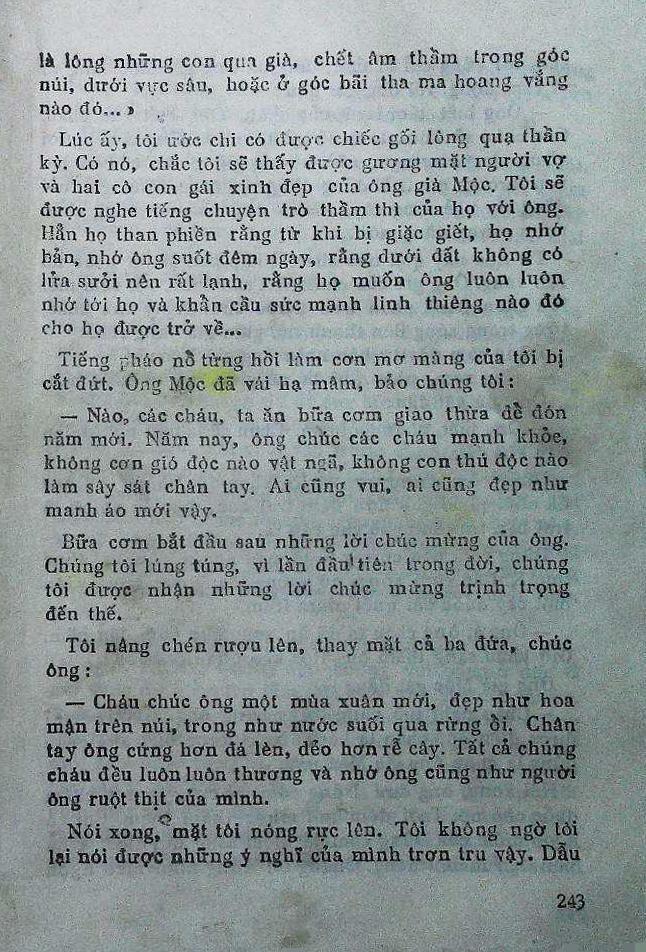 là lông những con quạ già, chết âm thầm trong góc
núi, dưới vực sâu, hoặc ở góc bãi tha ma hoang vắng
nào đó... »
Lúc ấy, tôi ước chi có được chiếc gối lông quạ thần
kỳ. Có nó, chắc tôi sẽ thấy được gương mặt người vợ
và hai cô con gái xinh đẹp của ông già Mộc. Tôi sẽ
được nghe tiếng chuyện trò thầm thì của họ với ông.
Hẳn họ than phiền rằng từ khi bị giặc giết, họ nhớ
bản, nhớ ông suốt đêm ngày, rằng dưới đất không có
lửa sưởi nên rất lạnh, rằng họ muốn ông luôn luôn
nhớ tới họ và khẩn cầu sức mạnh linh thiêng nào đó
cho họ được trở về...
Tiếng pháo nổ từng hồi làm cơn mơ màng của tôi bị
cắt đứt. Ông Mộc đã vái hạ mâm, bảo chúng tôi :
— Nào, các cháu, ta ăn bữa cơm giao thừa để đón
năm mới. Năm nay, ông chúc các cháu mạnh khỏe,
không cơn gió độc nào vật ngã, không con thú độc nào
làm sây sát chân tay. Ai cũng vui, ai cũng đẹp như
manh áo mới vậy.
Bữa cơm bắt đầu sau những lời chúc mừng của ông.
Chúng tôi lúng túng, vì lần đầu tiên trong đời, chúng
tôi được nhận những lời chúc mừng trịnh trọng
đến thế.
Tôi nâng chén rượu lên, thay mặt cả ba đứa, chúc
ông :
— Cháu chúc ông một mùa xuân mới, đẹp như hoa
mận trên núi, trong như nước suối qua rừng ổi. Chân
tay ông cứng hơn đá lèn, dẻo hơn rễ cây. Tất cả chúng
cháu đều luôn luôn thương và nhớ ông cũng như người
ông ruột thịt của mình.
Nói xong, mặt tôi nóng rực lên. Tôi không ngờ tôi
lại nói được những ý nghĩ của mình trơn tru vậy. Dẫu
243